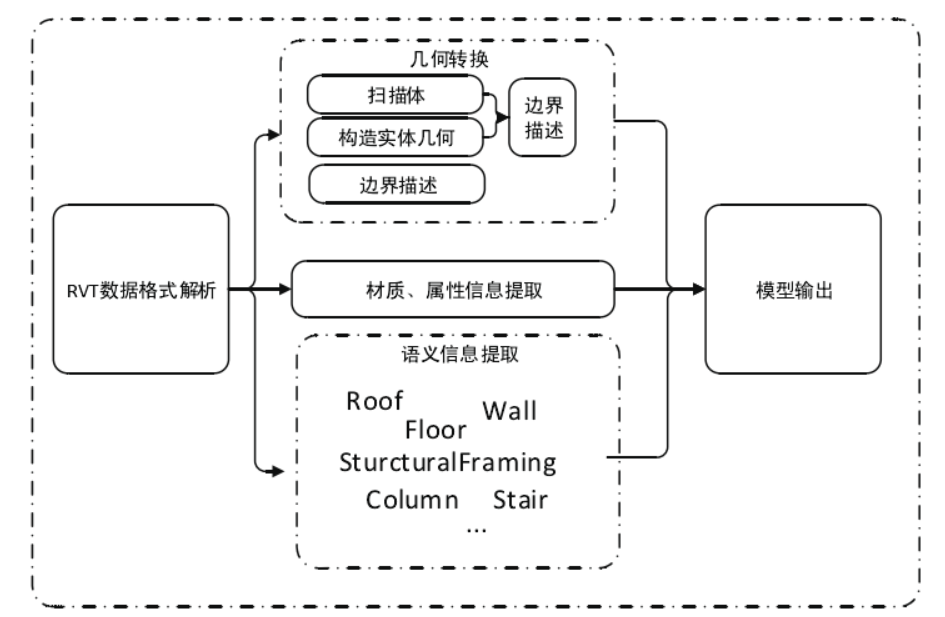 几何转换
扫描体
构造实体几何
边界
描述
边界描述
RVT数据格式解析
材质、属性信息提取
模型输出
语义信息提取
Roof
Wall
Floor
SturcturalFraming
Column
Stair
...